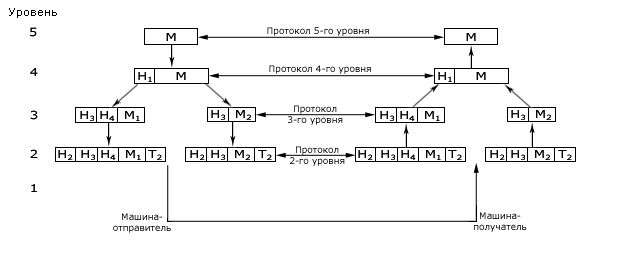 Уровень
5 M Протокол 5-го уровня M
4 H1 M Протокол 4-го уровня H1 M
3 H3 H4 M1 H3 M2 Протокол 3-го уровня H3 H4 M1 H3 M2
2 H2 H3 H4 M1 T2 H2 H3 M2 T2 Протокол 2-го уровня H2 H3 H4 M1 T2 H2 H3 M2 T2
1
Машина-
отправитель
Машина-
получатель